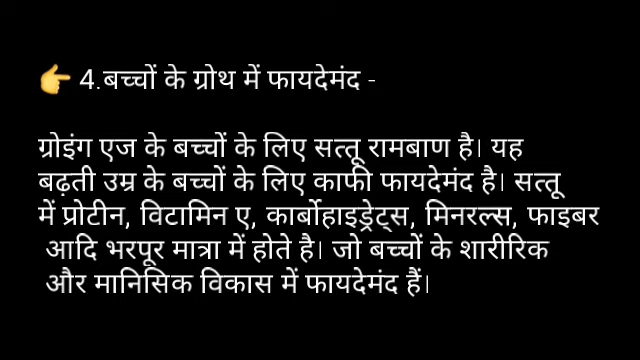 👉 4.बच्चों के ग्रोथ में फायदेमंद -
ग्रोइंग एज के बच्चों के लिए सत्तू रामबाण है। यह
बढ़ती उम्र के बच्चों के लिए काफी फायदेमंद है। सत्तू
में प्रोटीन, विटामिन ए, कार्बोहाइड्रेट्स, मिनरल्स, फाइबर
आदि भरपूर मात्रा में होते है। जो बच्चों के शारीरिक
और मानिसिक विकास में फायदेमंद हैं।